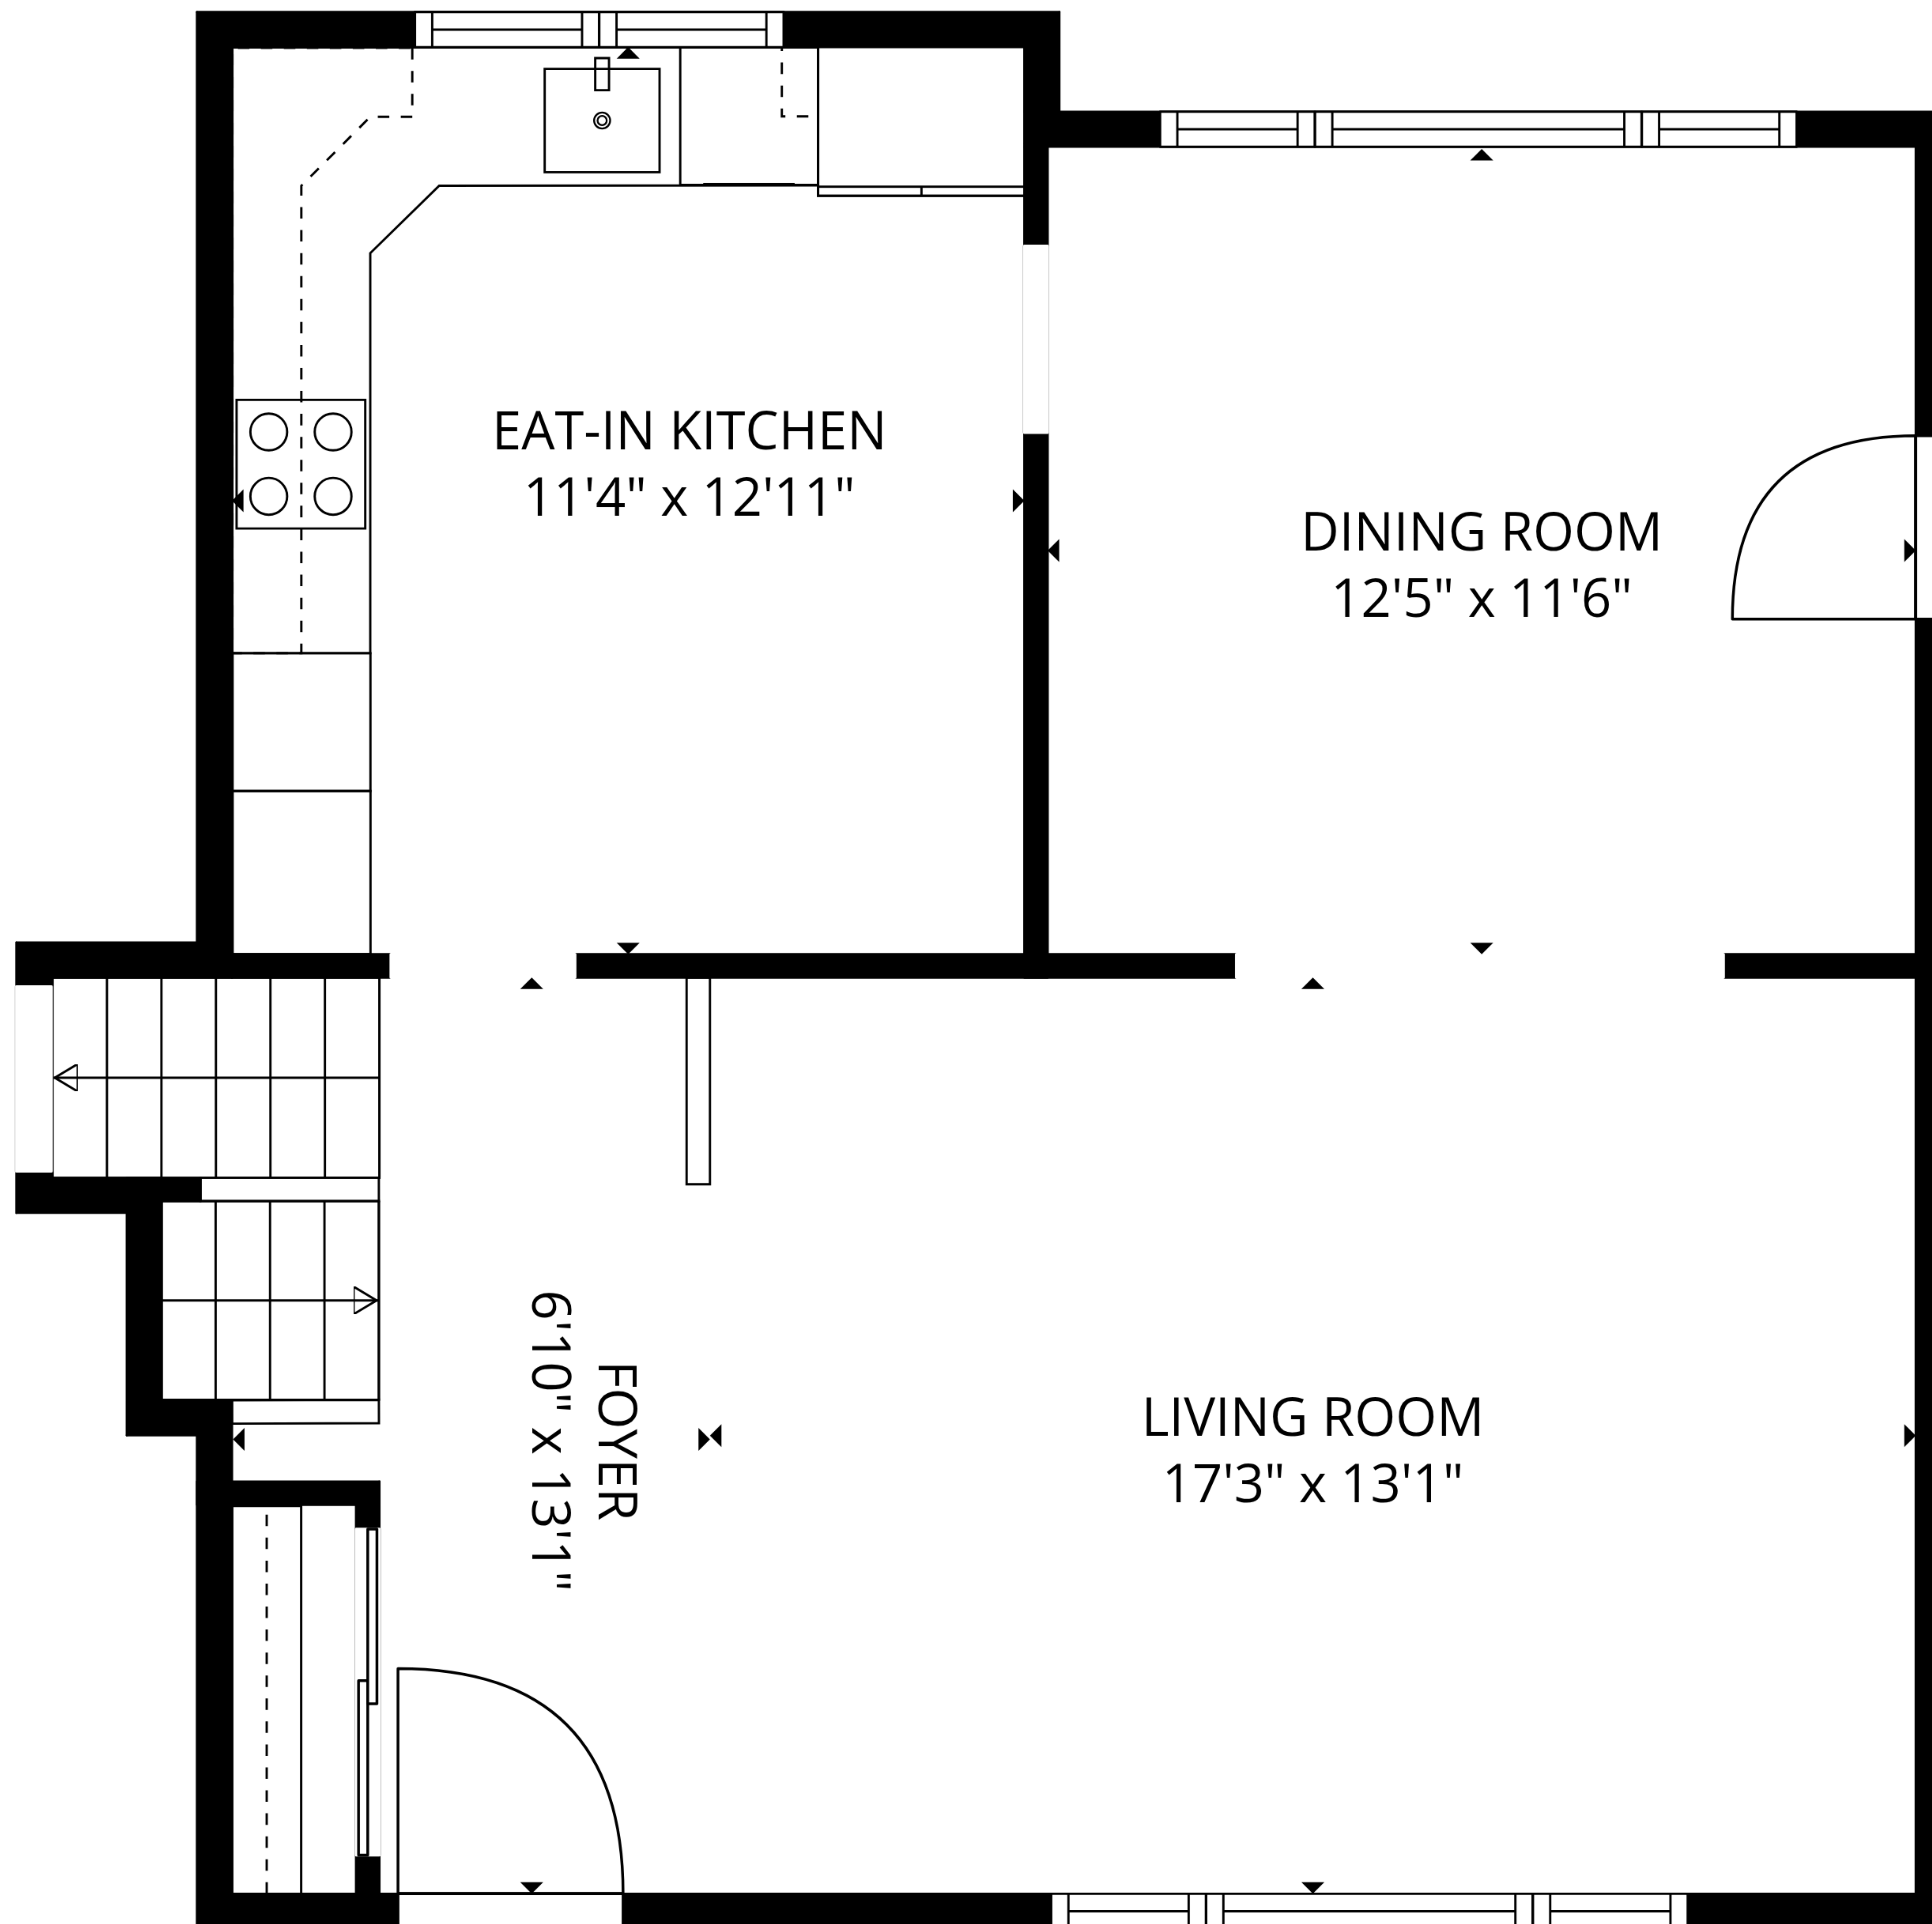 EAT-IN KITCHEN
11'4" x 12'11"
DINING ROOM
12'5" x 11'6"
FOYER
6'10" x 13'1"
LIVING ROOM
17'3" x 13'1"